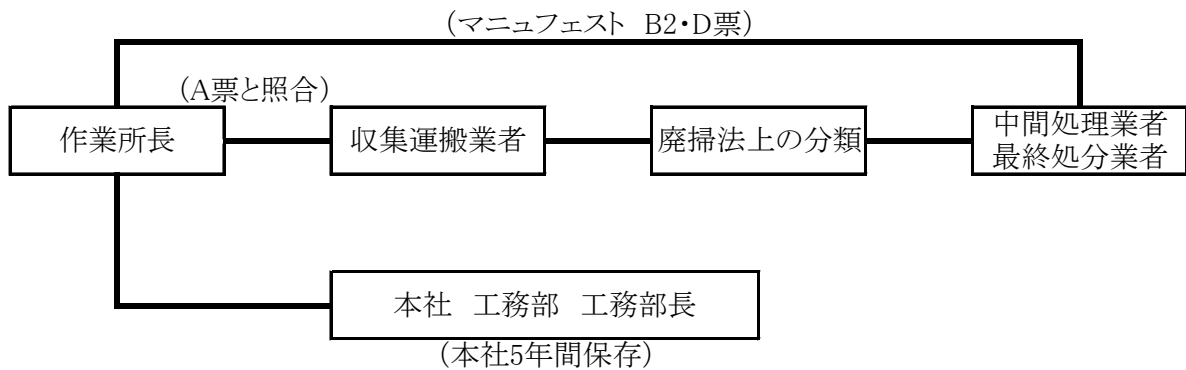 (マニュフェスト　B2・D票)
(A票と照合)
作業所長
収集運搬業者
廃掃法上の分類
中間処理業者
最終処分業者
本社　工務部　工務部長
(本社5年間保存)